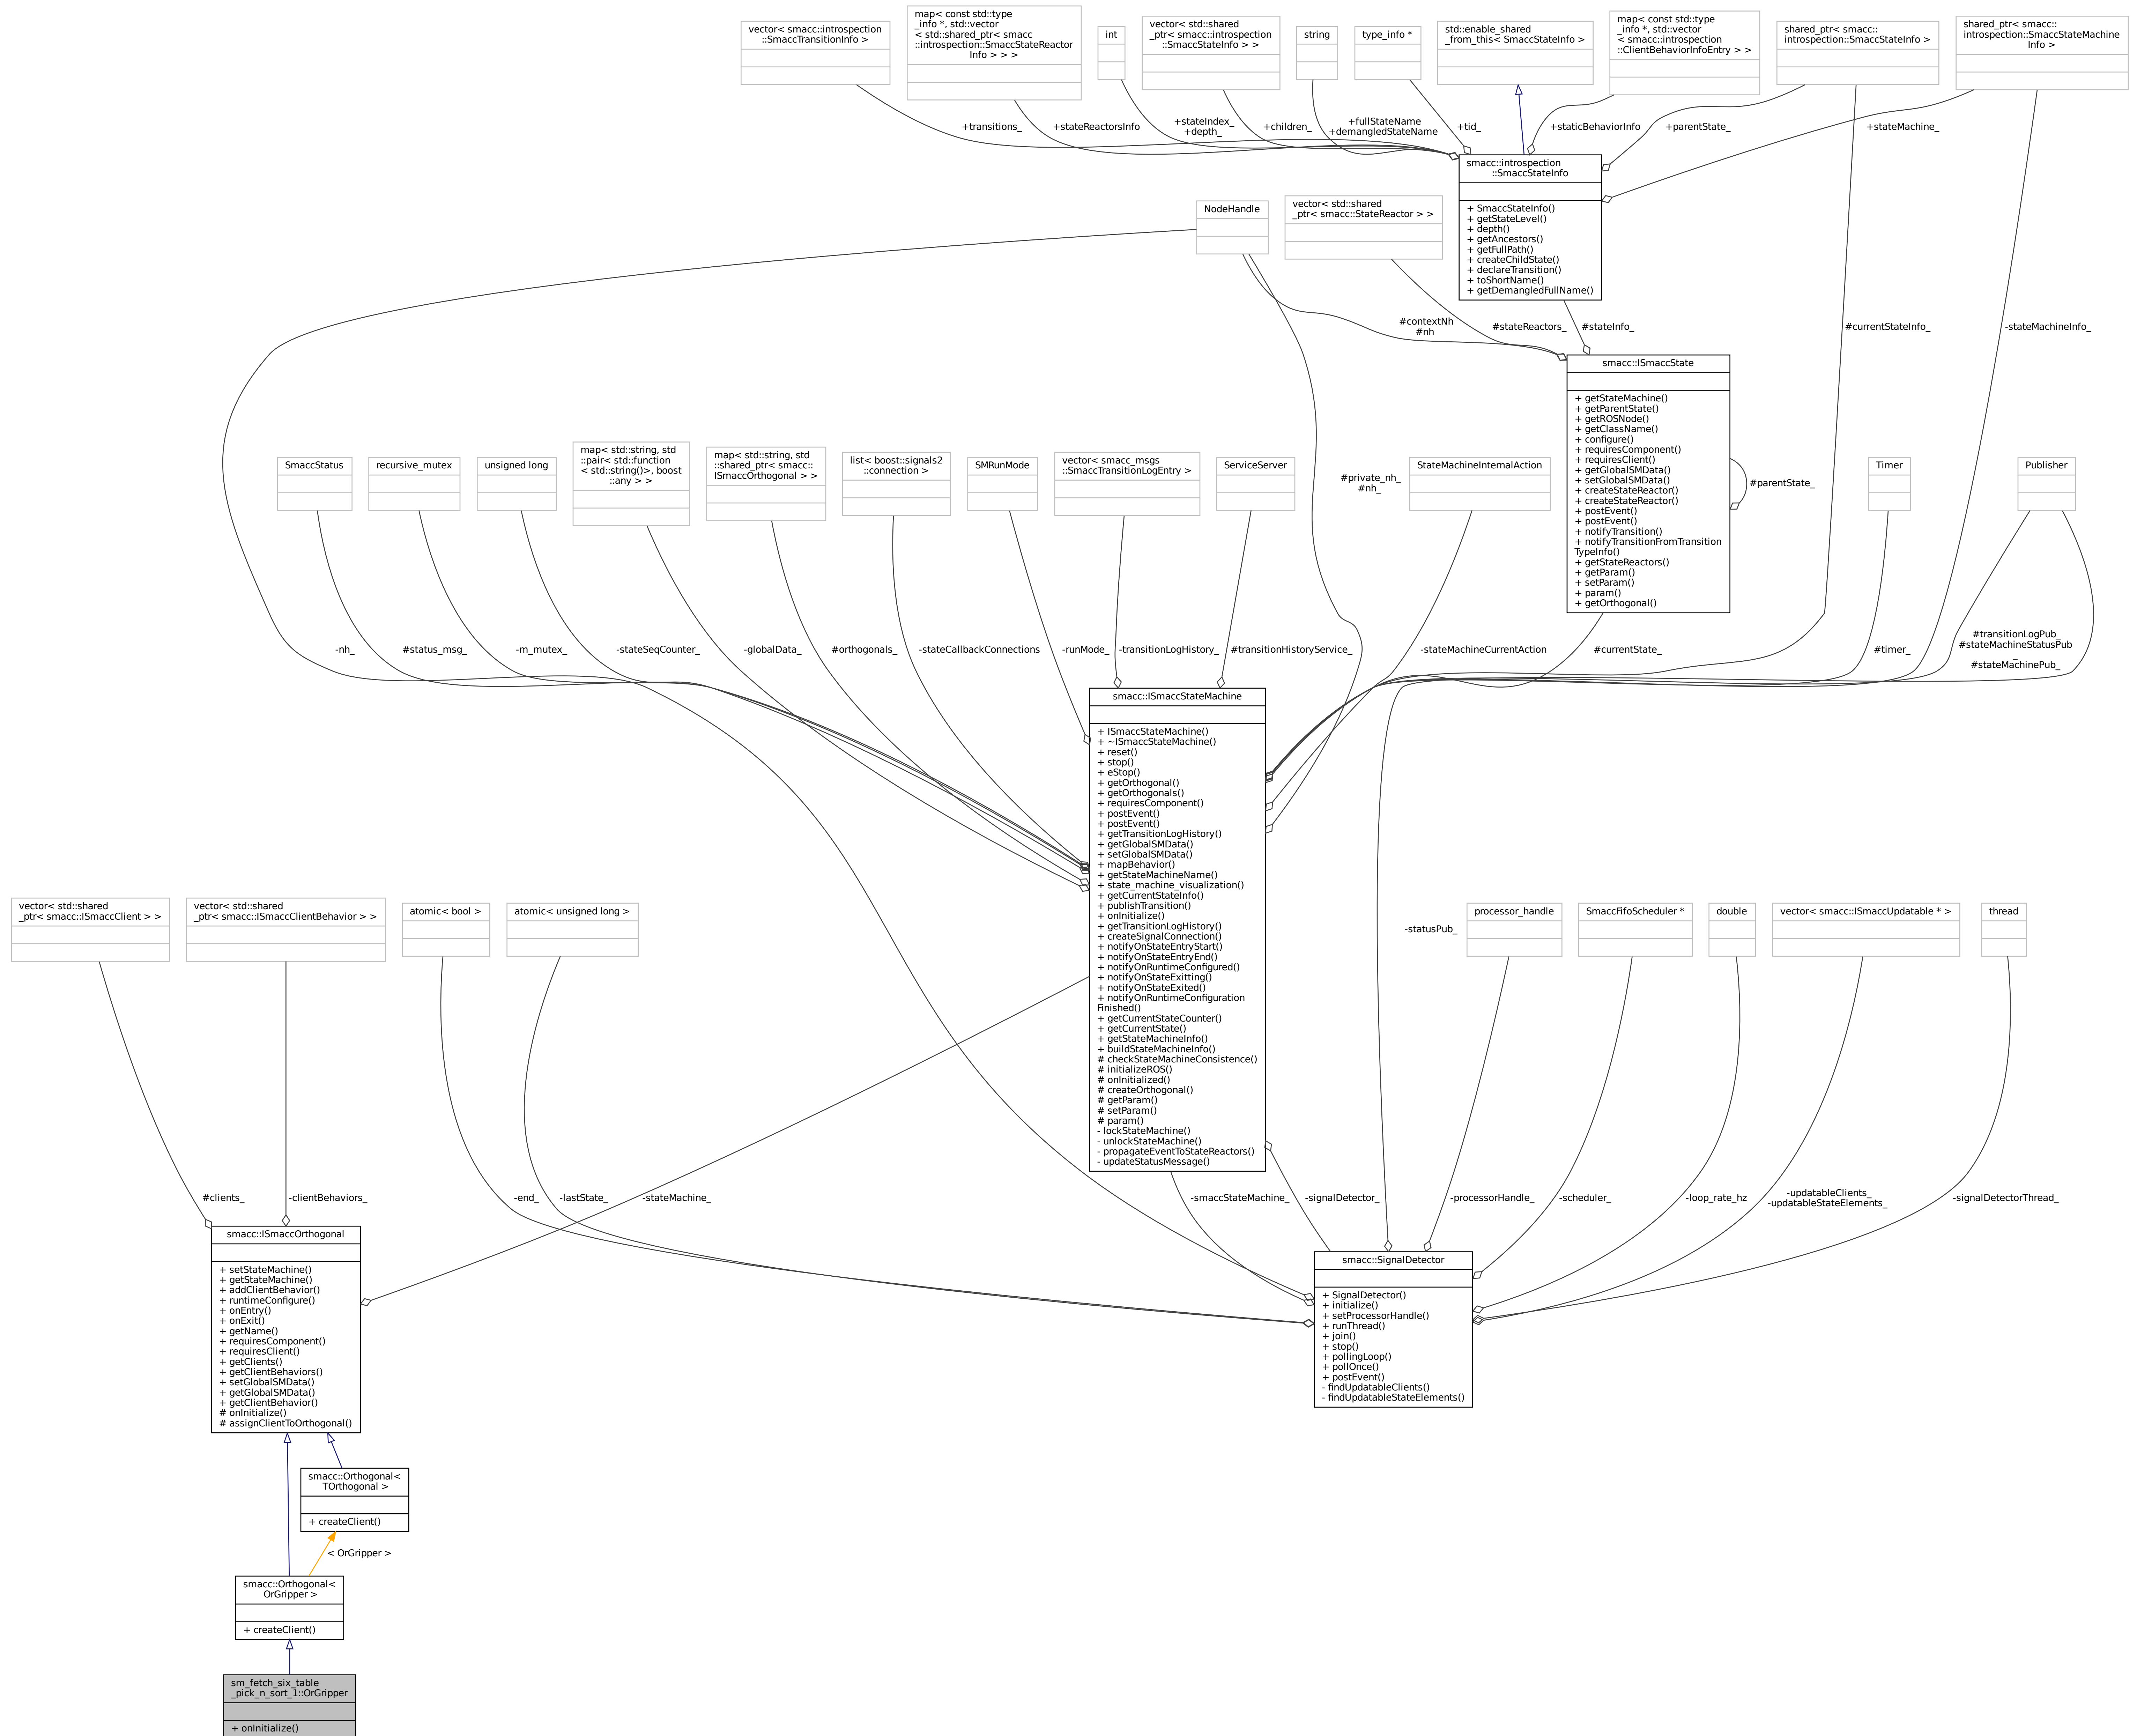 vector< smacc::introspection
::SmaccTransitionInfo >
map< const std::type
_info *, std::vector
< std::shared_ptr< smacc
::introspection::SmaccStateReactor
Info > > >
int
vector< std::shared
_ptr< smacc::introspection
::SmaccStateInfo > >
string
type_info *
std::enable_shared
_from_this< SmaccStateInfo >
map< const std::type
_info *, std::vector
< smacc::introspection
::ClientBehaviorInfoEntry > >
shared_ptr< smacc::
introspection::SmaccStateInfo >
shared_ptr< smacc::
introspection::SmaccStateMachine
Info >
+transitions_
+stateReactorsInfo
+stateIndex_
+depth_
+children_
+fullStateName
+demangledStateName
+tid_
+staticBehaviorInfo
+parentState_
+stateMachine_
smacc::introspection
::SmaccStateInfo
+ SmaccStateInfo()
+ getStateLevel()
+ depth()
+ getAncestors()
+ getFullPath()
+ createChildState()
+ declareTransition()
+ toShortName()
+ getDemangledFullName()
NodeHandle
vector< std::shared
_ptr< smacc::StateReactor > >
#contextNh
#nh
#stateReactors_
#stateInfo_
#currentStateInfo_
-stateMachineInfo_
smacc::ISmaccState
+ getStateMachine()
+ getParentState()
+ getROSNode()
+ getClassName()
+ configure()
+ requiresComponent()
+ requiresClient()
+ getGlobalSMData()
+ setGlobalSMData()
+ createStateReactor()
+ createStateReactor()
+ postEvent()
+ postEvent()
+ notifyTransition()
+ notifyTransitionFromTransition
TypeInfo()
+ getStateReactors()
+ getParam()
+ setParam()
+ param()
+ getOrthogonal()
#parentState_
SmaccStatus
recursive_mutex
unsigned long
map< std::string, std
::pair< std::function
< std::string()>, boost
::any > >
map< std::string, std
::shared_ptr< smacc::
ISmaccOrthogonal > >
list< boost::signals2
::connection >
SMRunMode
vector< smacc_msgs
::SmaccTransitionLogEntry >
ServiceServer
#private_nh_
#nh_
StateMachineInternalAction
Timer
Publisher
-nh_
#status_msg_
-m_mutex_
-stateSeqCounter_
-globalData_
#orthogonals_
-stateCallbackConnections
-runMode_
-transitionLogHistory_
#transitionHistoryService_
-stateMachineCurrentAction
#currentState_
#timer_
#transitionLogPub_
#stateMachineStatusPub
_
#stateMachinePub_
smacc::ISmaccStateMachine
+ ISmaccStateMachine()
+ ~ISmaccStateMachine()
+ reset()
+ stop()
+ eStop()
+ getOrthogonal()
+ getOrthogonals()
+ requiresComponent()
+ postEvent()
+ postEvent()
+ getTransitionLogHistory()
+ getGlobalSMData()
+ setGlobalSMData()
+ mapBehavior()
+ getStateMachineName()
+ state_machine_visualization()
+ getCurrentStateInfo()
+ publishTransition()
+ onInitialize()
+ getTransitionLogHistory()
+ createSignalConnection()
+ notifyOnStateEntryStart()
+ notifyOnStateEntryEnd()
+ notifyOnRuntimeConfigured()
+ notifyOnStateExitting()
+ notifyOnStateExited()
+ notifyOnRuntimeConfiguration
Finished()
+ getCurrentStateCounter()
+ getCurrentState()
+ getStateMachineInfo()
+ buildStateMachineInfo()
# checkStateMachineConsistence()
# initializeROS()
# onInitialized()
# createOrthogonal()
# getParam()
# setParam()
# param()
- lockStateMachine()
- unlockStateMachine()
- propagateEventToStateReactors()
- updateStatusMessage()
vector< std::shared
_ptr< smacc::ISmaccClient > >
vector< std::shared
_ptr< smacc::ISmaccClientBehavior > >
atomic< bool >
atomic< unsigned long >
-statusPub_
processor_handle
SmaccFifoScheduler *
double
vector< smacc::ISmaccUpdatable * >
thread
#clients_
-clientBehaviors_
-end_
-lastState_
-stateMachine_
-smaccStateMachine_
-signalDetector_
-processorHandle_
-scheduler_
-loop_rate_hz
-updatableClients_
-updatableStateElements_
-signalDetectorThread_
smacc::ISmaccOrthogonal
+ setStateMachine()
+ getStateMachine()
+ addClientBehavior()
+ runtimeConfigure()
+ onEntry()
+ onExit()
+ getName()
+ requiresComponent()
+ requiresClient()
+ getClients()
+ getClientBehaviors()
+ setGlobalSMData()
+ getGlobalSMData()
+ getClientBehavior()
# onInitialize()
# assignClientToOrthogonal()
smacc::SignalDetector
+ SignalDetector()
+ initialize()
+ setProcessorHandle()
+ runThread()
+ join()
+ stop()
+ pollingLoop()
+ pollOnce()
+ postEvent()
- findUpdatableClients()
- findUpdatableStateElements()
smacc::Orthogonal<
TOrthogonal >
+ createClient()
< OrGripper >
smacc::Orthogonal<
OrGripper >
+ createClient()
sm_fetch_six_table
_pick_n_sort_1::OrGripper
+ onInitialize()